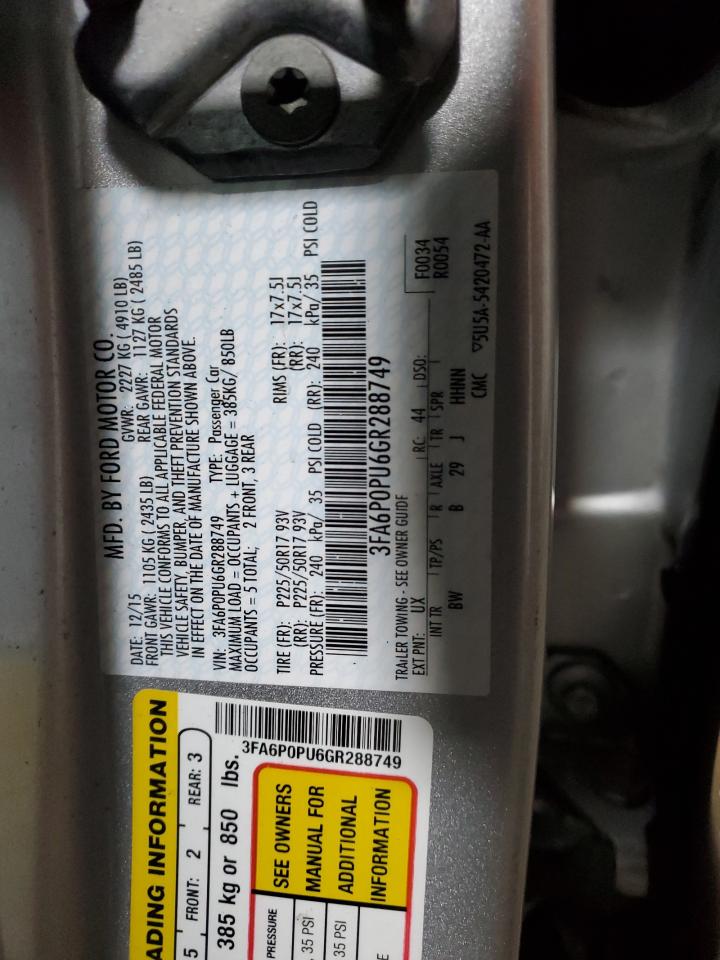 MFD. BY FORD MOTOR CO.
DATE: 12/15 GVWR: 2227 KG ( 4910 LB)
FRONT GAWR: 1105 KG ( 2435 LB) REAR GAWR: 1127 KG ( 2485 LB)
THIS VEHICLE CONFORMS TO ALL APPLICABLE FEDERAL MOTOR
VEHICLE SAFETY, BUMPER, AND THEFT PREVENTION STANDARDS
IN EFFECT ON THE DATE OF MANUFACTURE SHOWN ABOVE.
VIN: 3FA6P0PU6GR288749 TYPE: Passenger Car
MAXIMUM LOAD = OCCUPANTS + LUGGAGE = 385KG/ 850LB
OCCUPANTS = 5 TOTAL; 2 FRONT, 3 REAR
TIRE (FR): P225/50R17 93V RIMS (FR): 17x7.5J
(RR): P225/50R17 93V (RR): 17x7.5J
PRESSURE (FR): 240 kPa/ 35 PSI COLD (RR): 240 kPa/ 35 PSI COLD
3FA6P0PU6GR288749
TRAILER TOWING - SEE OWNER GUIDE F0034
EXT PNT: UX RC: 44 DSO: R0054
INT TR TP/PS R AXLE TR SPR
BW B 29 J HHNN
CMC ▽5U5A-5420472-AA
ADING INFORMATION
5 FRONT: 2 REAR: 3
385 kg or 850 lbs.
3FA6P0PU6GR288749
PRESSURE
, 35 PSI
35 PSI
SEE OWNERS
MANUAL FOR
ADDITIONAL
INFORMATION